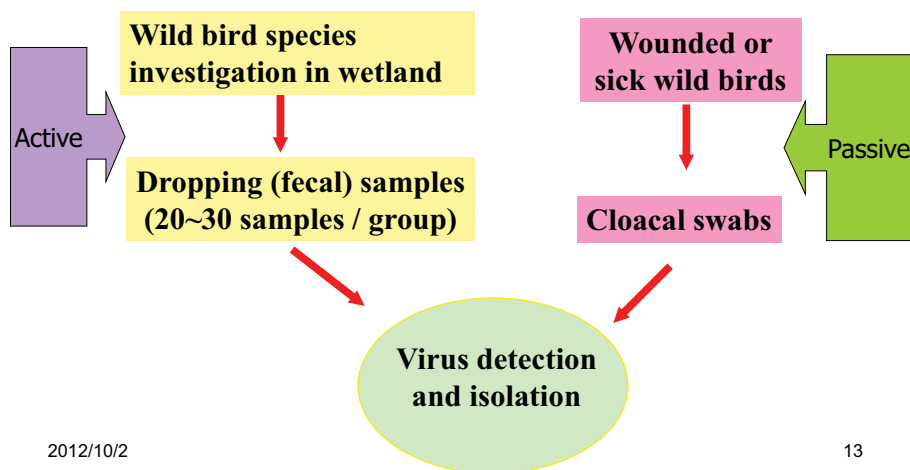 Active
Wild bird species
investigation in wetland
Dropping (fecal) samples
(20~30 samples / group)
Wounded or
sick wild birds
Cloacal swabs
Passive
Virus detection
and isolation
2012/10/2
13